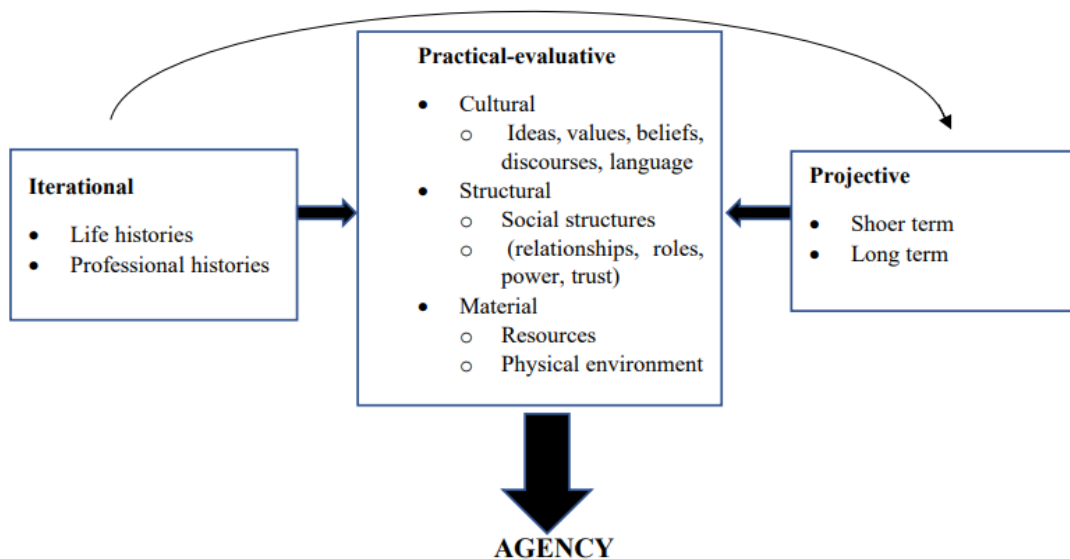 Iterational
• Life histories
• Professional histories
Practical-evaluative
• Cultural
o Ideas, values, beliefs,
discourses, language
• Structural
o Social structures
o (relationships, roles,
power, trust)
• Material
o Resources
o Physical environment
Projective
• Shoer term
• Long term
AGENCY